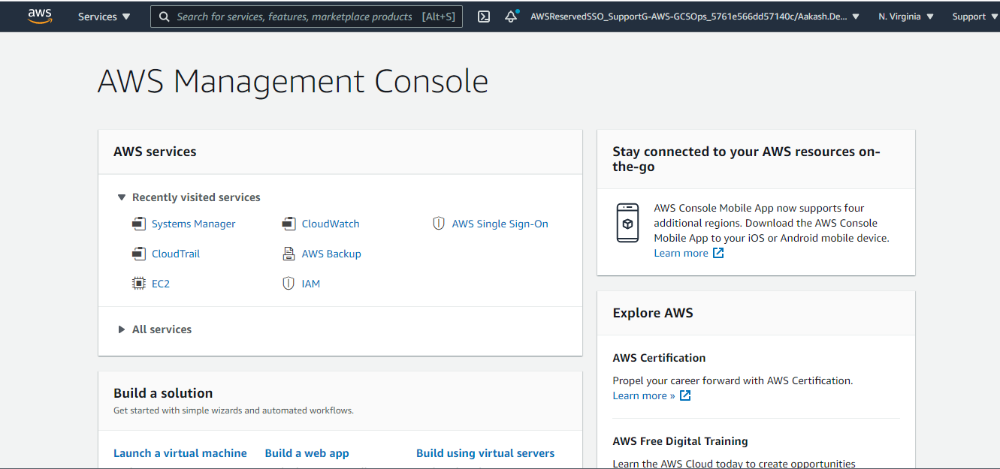 aws
Services
Search for services, features, marketplace products [Alt+S]
AWSReservedSSO_SupportG-AWS-GCSOps_5761e566dd57140c/Aakash.De...
N. Virginia
Support
AWS Management Console
AWS services
Recently visited services
Systems Manager
CloudWatch
AWS Single Sign-On
CloudTrail
AWS Backup
EC2
IAM
All services
Build a solution
Get started with simple wizards and automated workflows.
Launch a virtual machine
Build a web app
Build using virtual servers
Stay connected to your AWS resources on-
the-go
AWS Console Mobile App now supports four
additional regions. Download the AWS Console
Mobile App to your iOS or Android mobile device.
Learn more
Explore AWS
AWS Certification
Propel your career forward with AWS Certification.
Learn more »
AWS Free Digital Training
Learn the AWS Cloud today to create opportunities